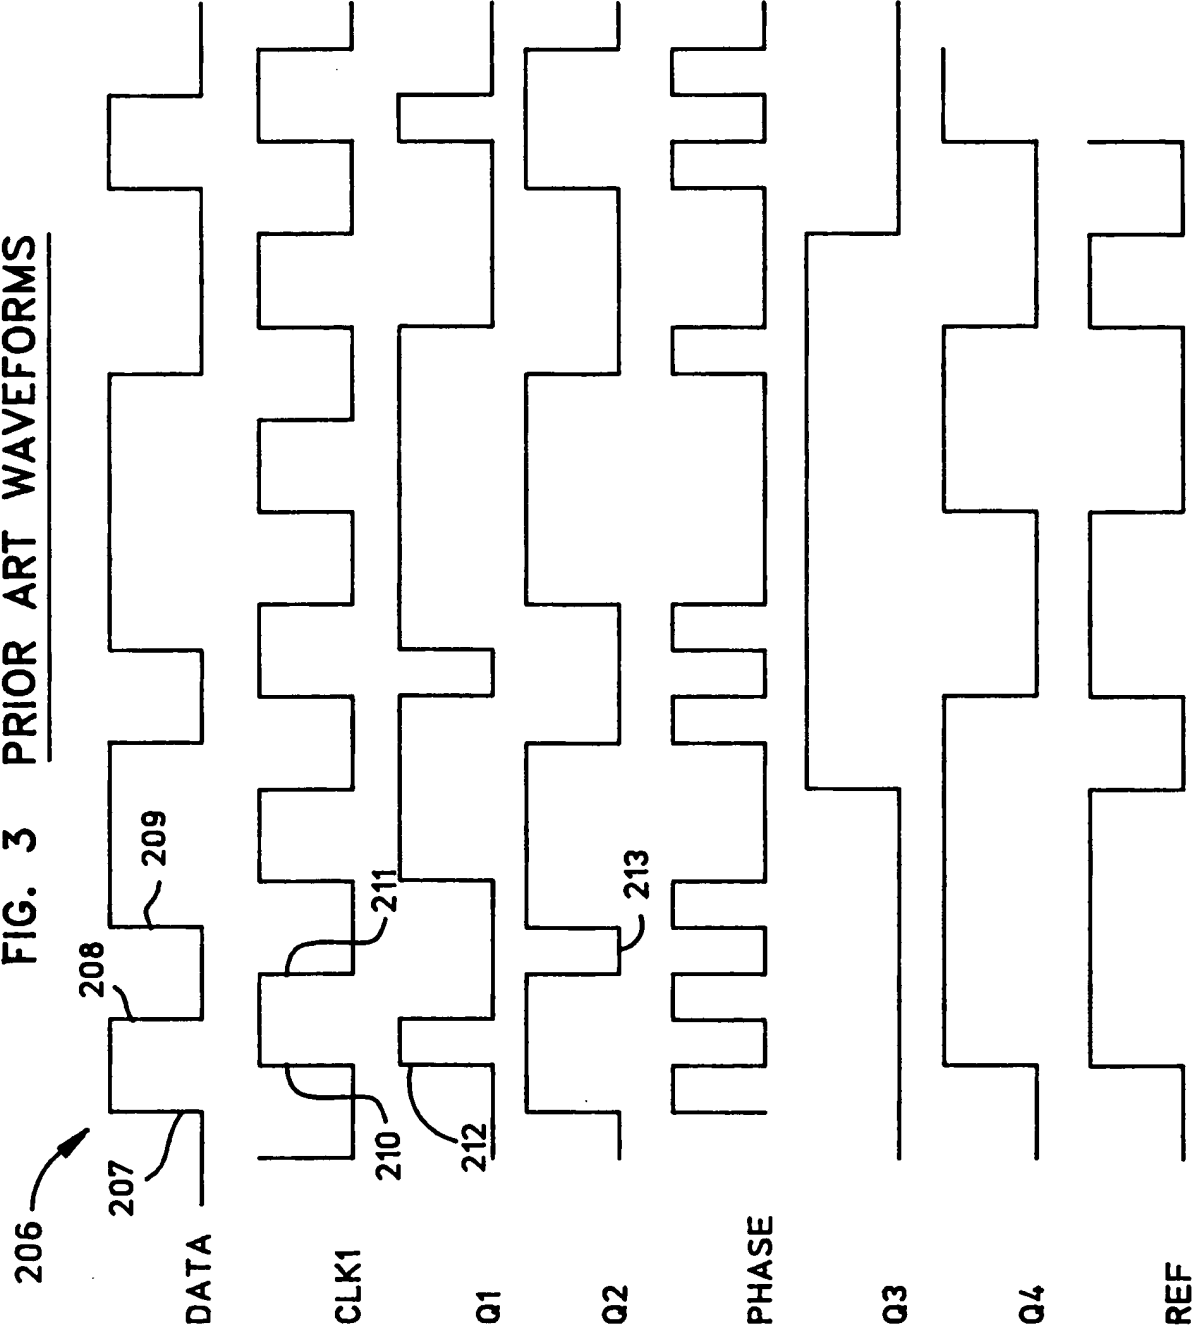 FIG. 3 PRIOR ART WAVEFORMS
206
207
208
209
DATA
210
211
CLK1
212
Q1
213
Q2
PHASE
Q3
Q4
REF